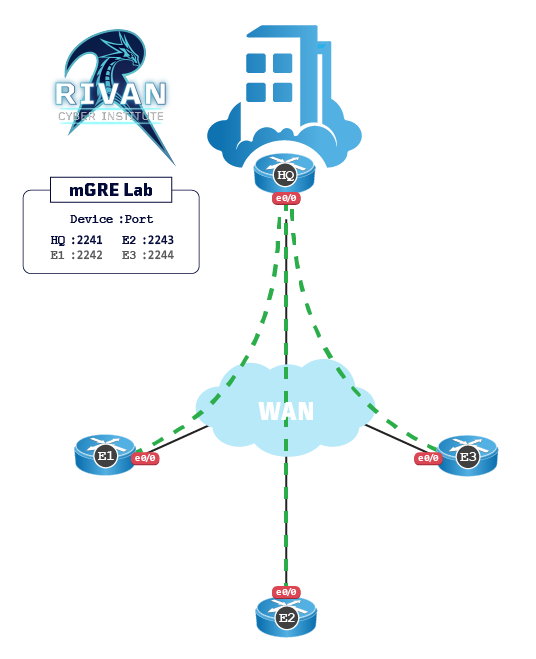 RIVAN
CYBER INSTITUTE
HQ
e0/0
mGRE Lab
Device :Port
HQ :2241 E2 :2243
E1 :2242 E3 :2244
WAN
E1
e0/0
e0/0
E3
e0/0
E2